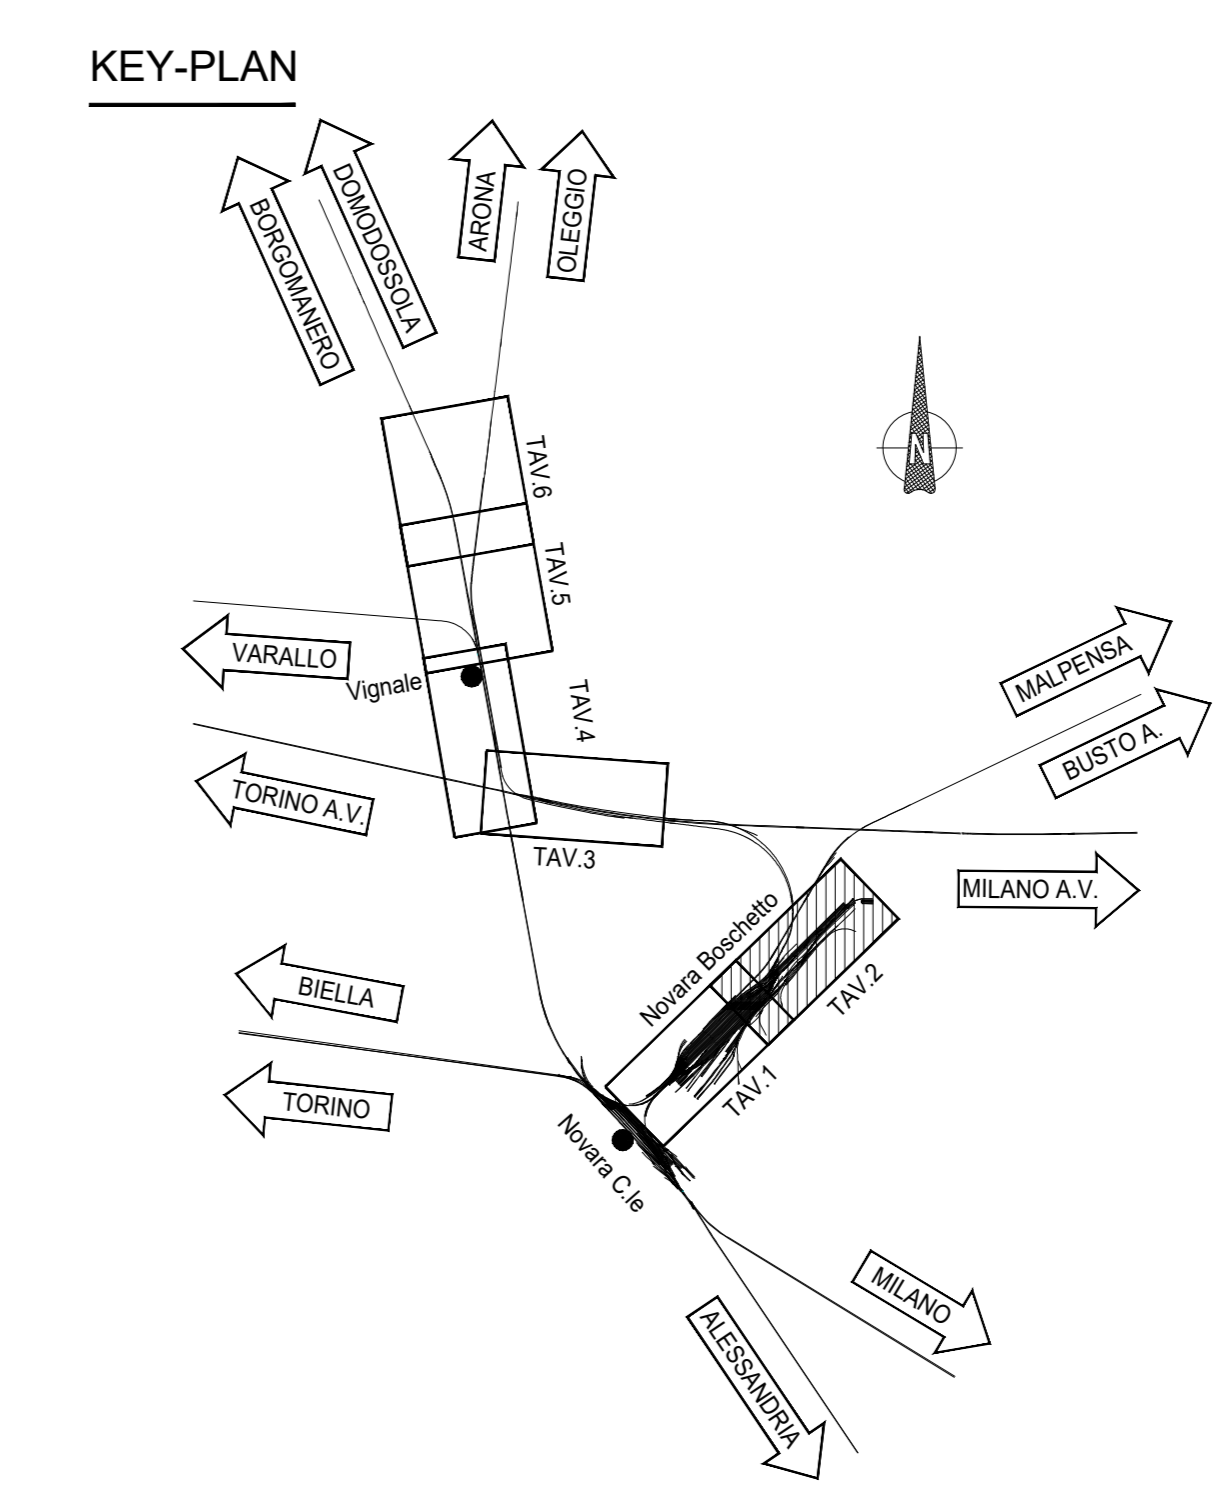 KEY-PLAN
BORGOMANERO
DOMODOSSOLA
ARONA
OLEGGIO
N
TAV.6
TAV.5
VARALLO
Vignale
TAV.4
MALPENSA
BUSTO A.
TORINO A.V.
TAV.3
MILANO A.V.
Novara Boschetto
TAV.2
BIELLA
TAV.1
TORINO
Novara C.le
MILANO
ALESSANDRIA